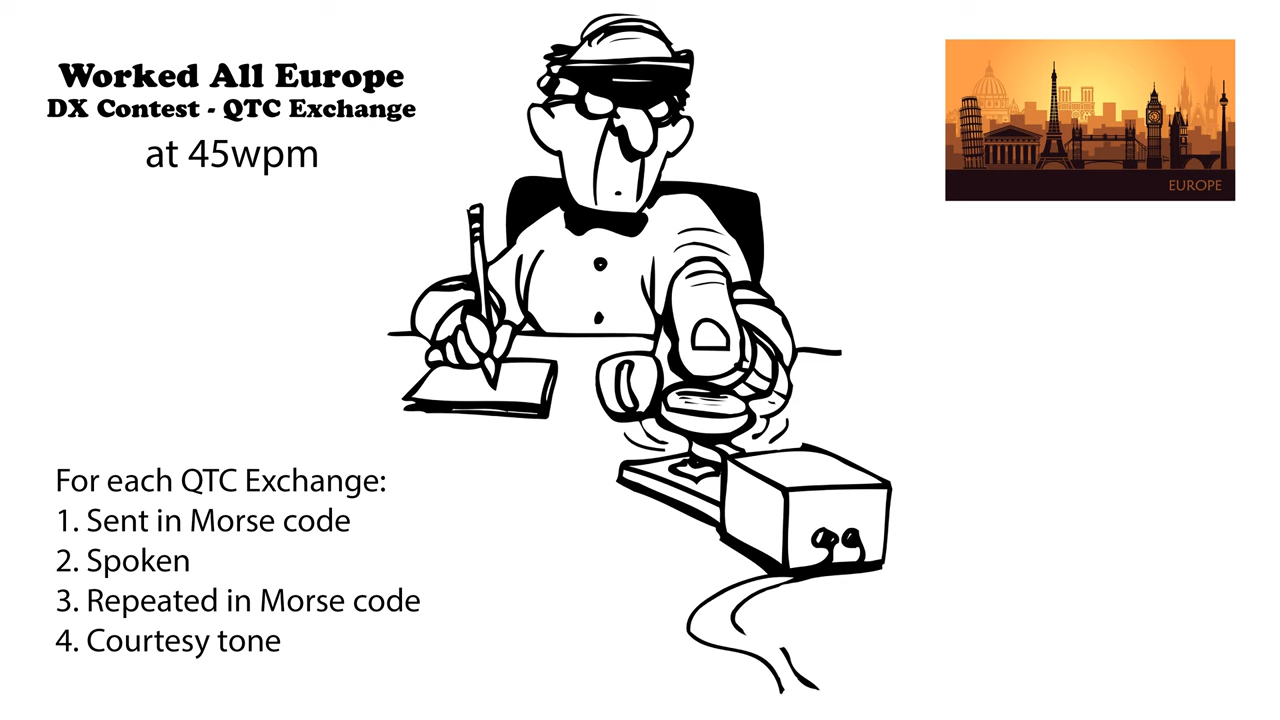 Worked All Europe
DX Contest - QTC Exchange
at 45wpm
EUROPE
For each QTC Exchange:
1. Sent in Morse code
2. Spoken
3. Repeated in Morse code
4. Courtesy tone